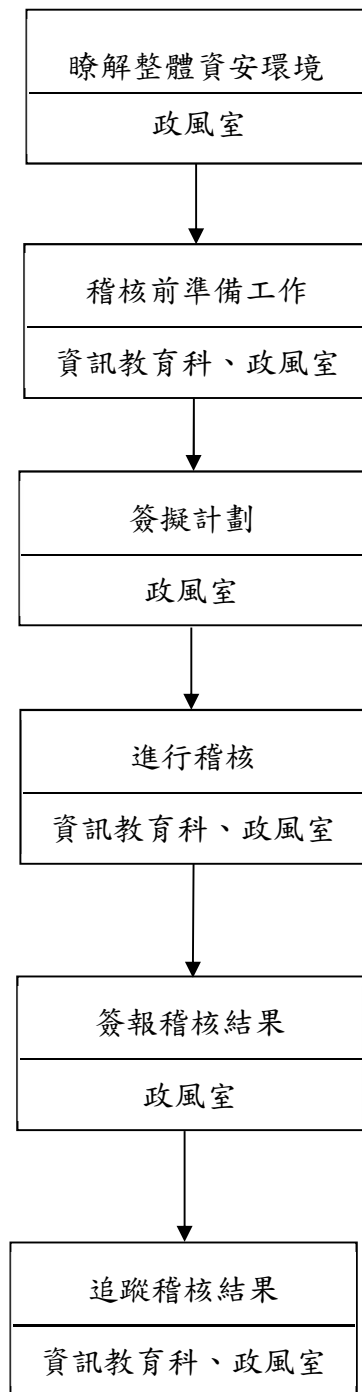 瞭解整體資安環境
政風室
稽核前準備工作
資訊教育科、政風室
簽擬計劃
政風室
進行稽核
資訊教育科、政風室
簽報稽核結果
政風室
追蹤稽核結果
資訊教育科、政風室